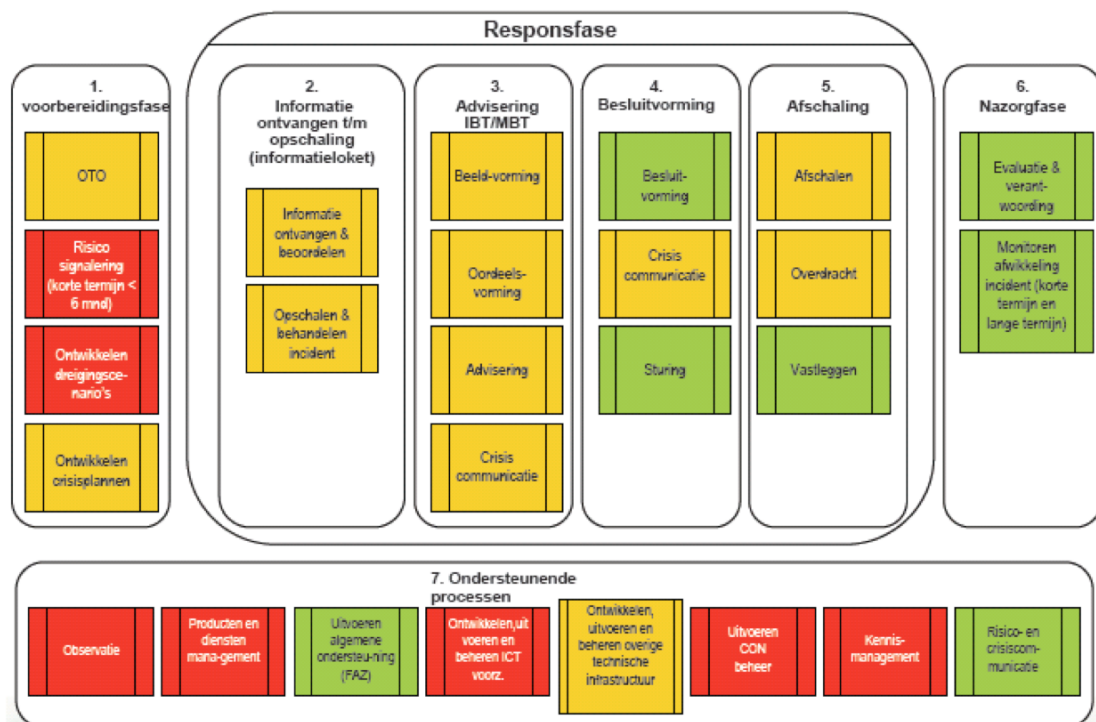 Responsfase
1.
voorbereidingsfase
OTO
Risico
signalering
(korte termijn <
6 mnd)
Ontwikkelen
dreigingsce-
nario's
Ontwikkelen
crisisplannen
2.
Informatie
ontvangen t/m
opschaling
(informatieloket)
Informatie
ontvangen &
beoordelen
Opschalen &
behandelen
incident
3.
Advisering
IBT/MBT
Beeld-vorming
Oordeels-
vorming
Advisering
Crisis
communicatie
4.
Besluitvorming
Besluit-
vorming
Crisis
communicatie
Sturing
5.
Afschaling
Afschalen
Overdracht
Vastleggen
6.
Nazorgfase
Evaluatie &
verant-
woording
Monitoren
afwikkeling
incident (korte
termijn en
lange termijn)
7. Ondersteunende
processen
Observatie
Producten en
diensten
mana-gement
Uitvoeren
algemene
ondersteu-ning
(FAZ)
Ontwikkelen,uit
voeren en
beheren ICT
voorz.
Ontwikkelen,
uitvoeren en
beheren overige
technische
infrastructuur
Uitvoeren
CON
beheer
Kennis-
management
Risico- en
crisiscom-
municatie